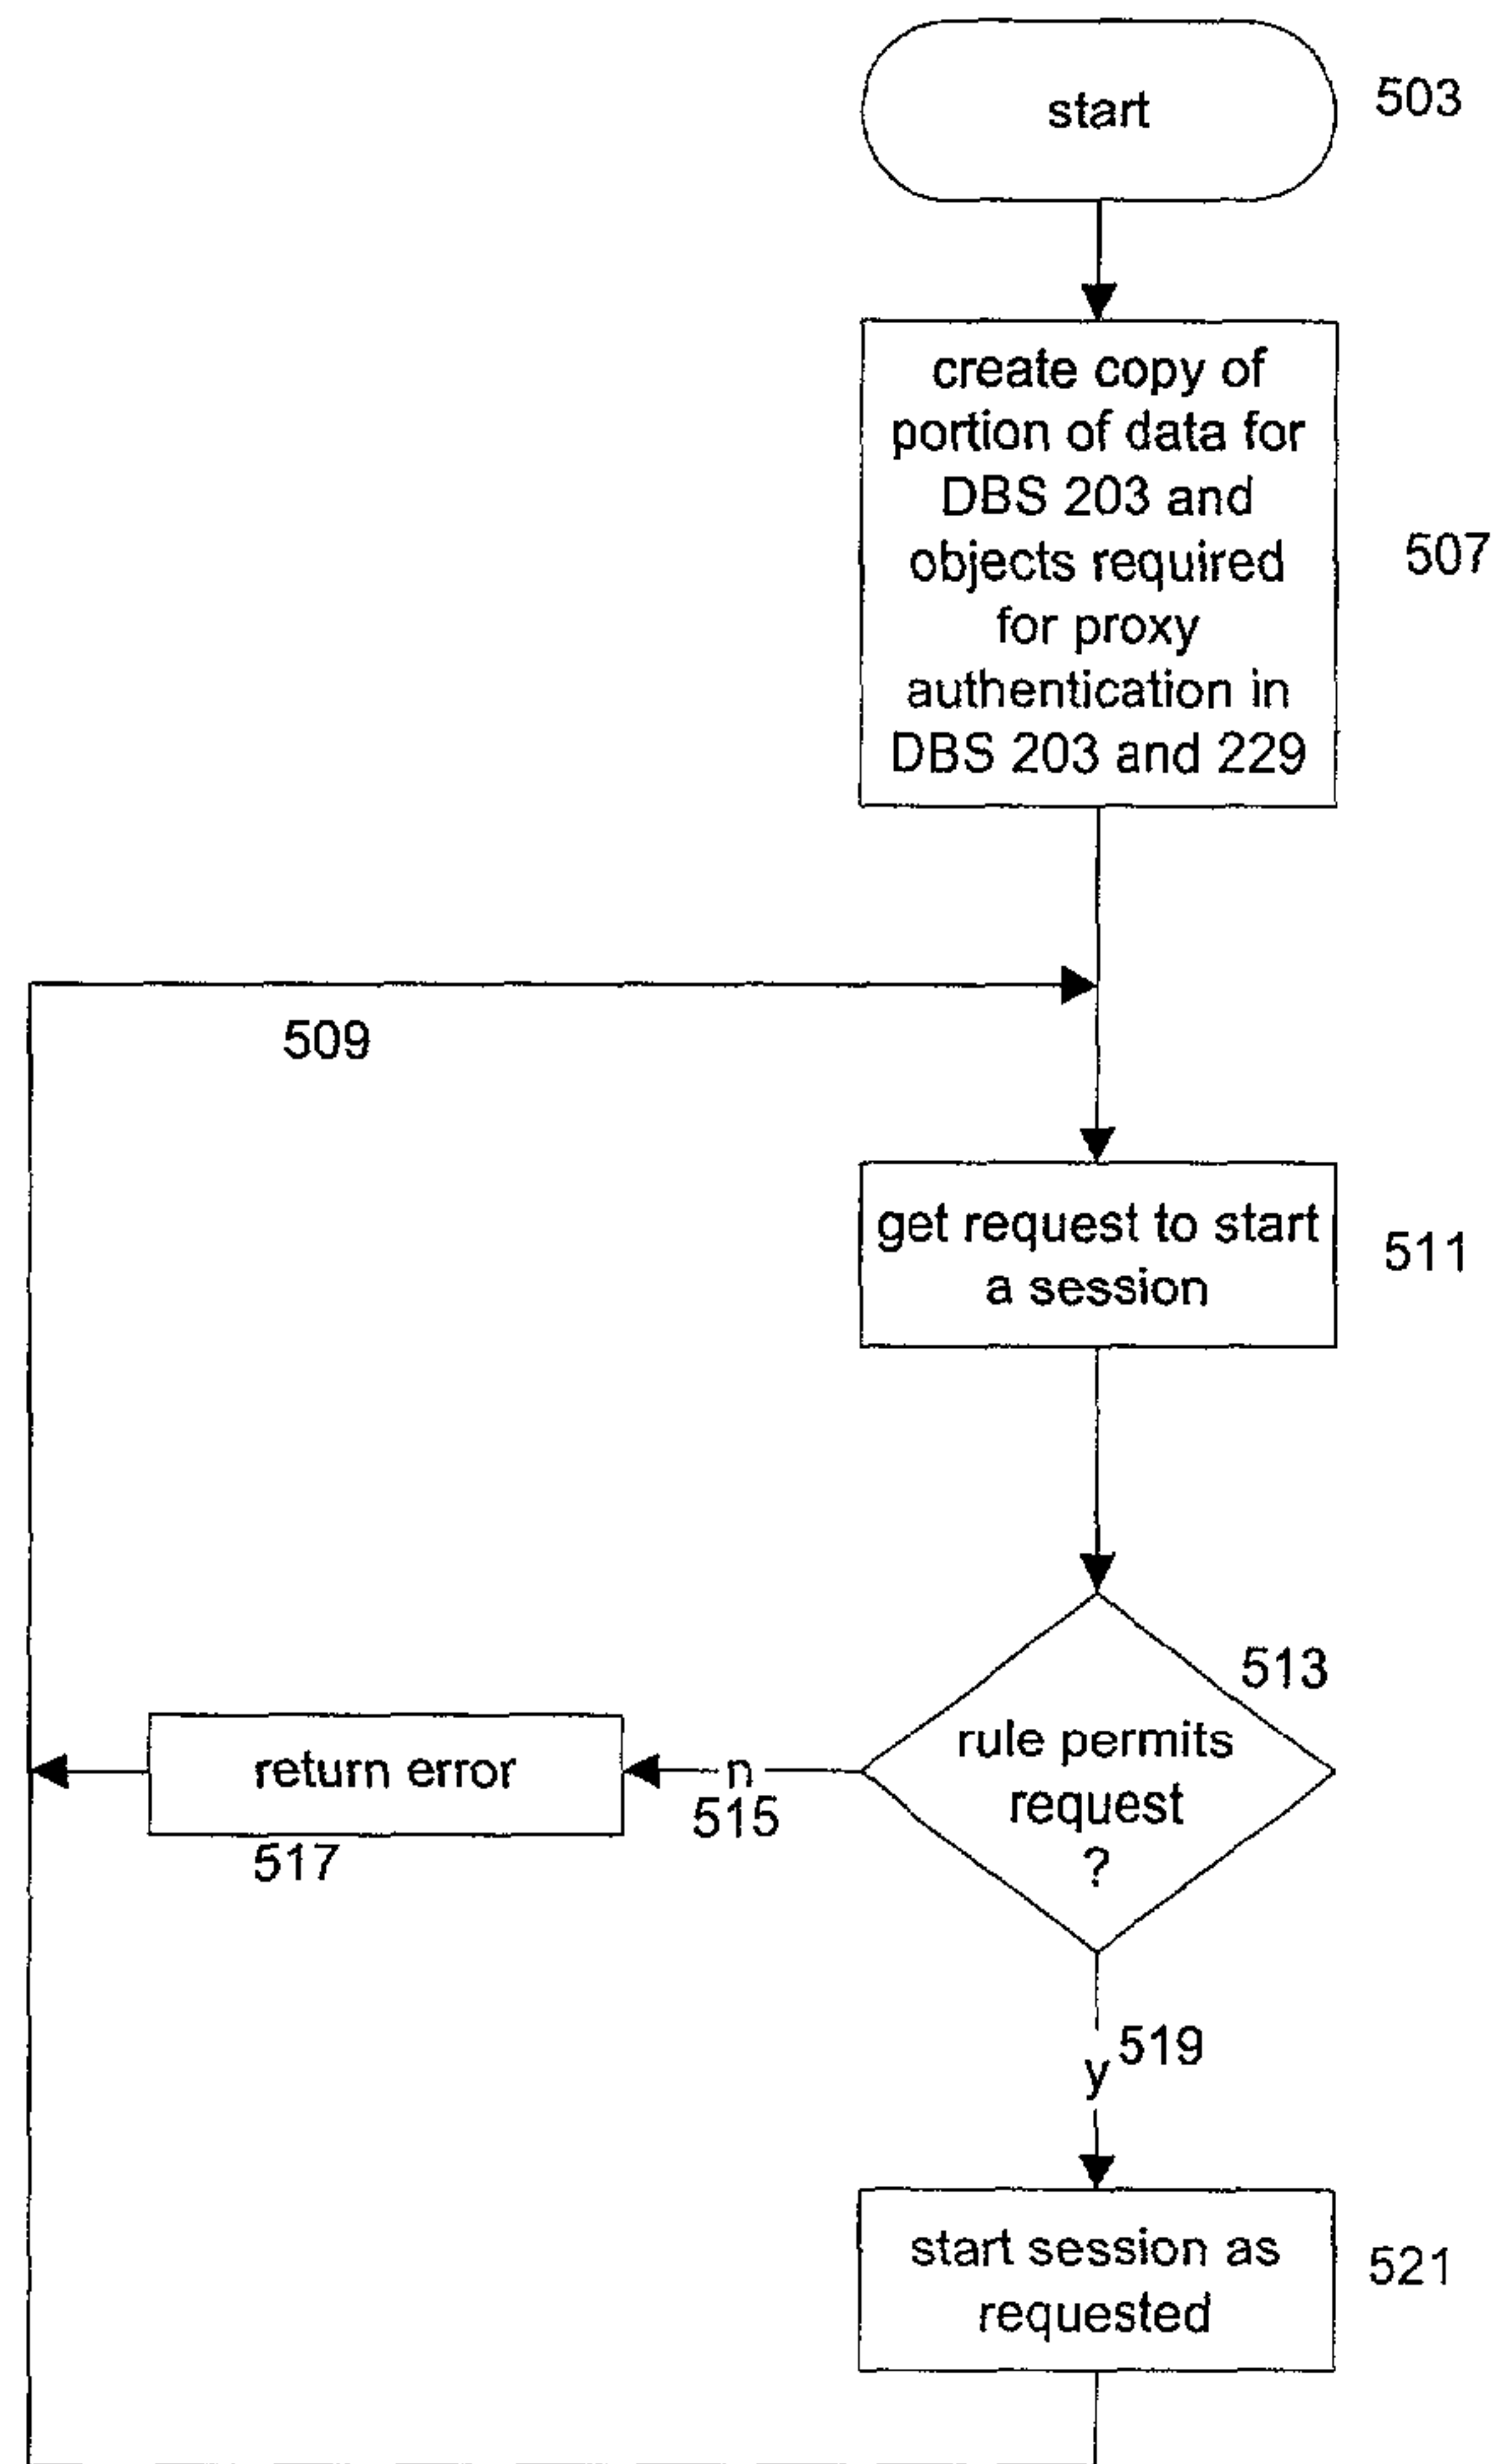 start
503
create copy of
portion of data for
DBS 203 and
objects required
for proxy
authentication in
DBS 203 and 229
507
509
get request to start
a session
511
513
rule permits
request
?
n
515
return error
517
519
y
start session as
requested
521